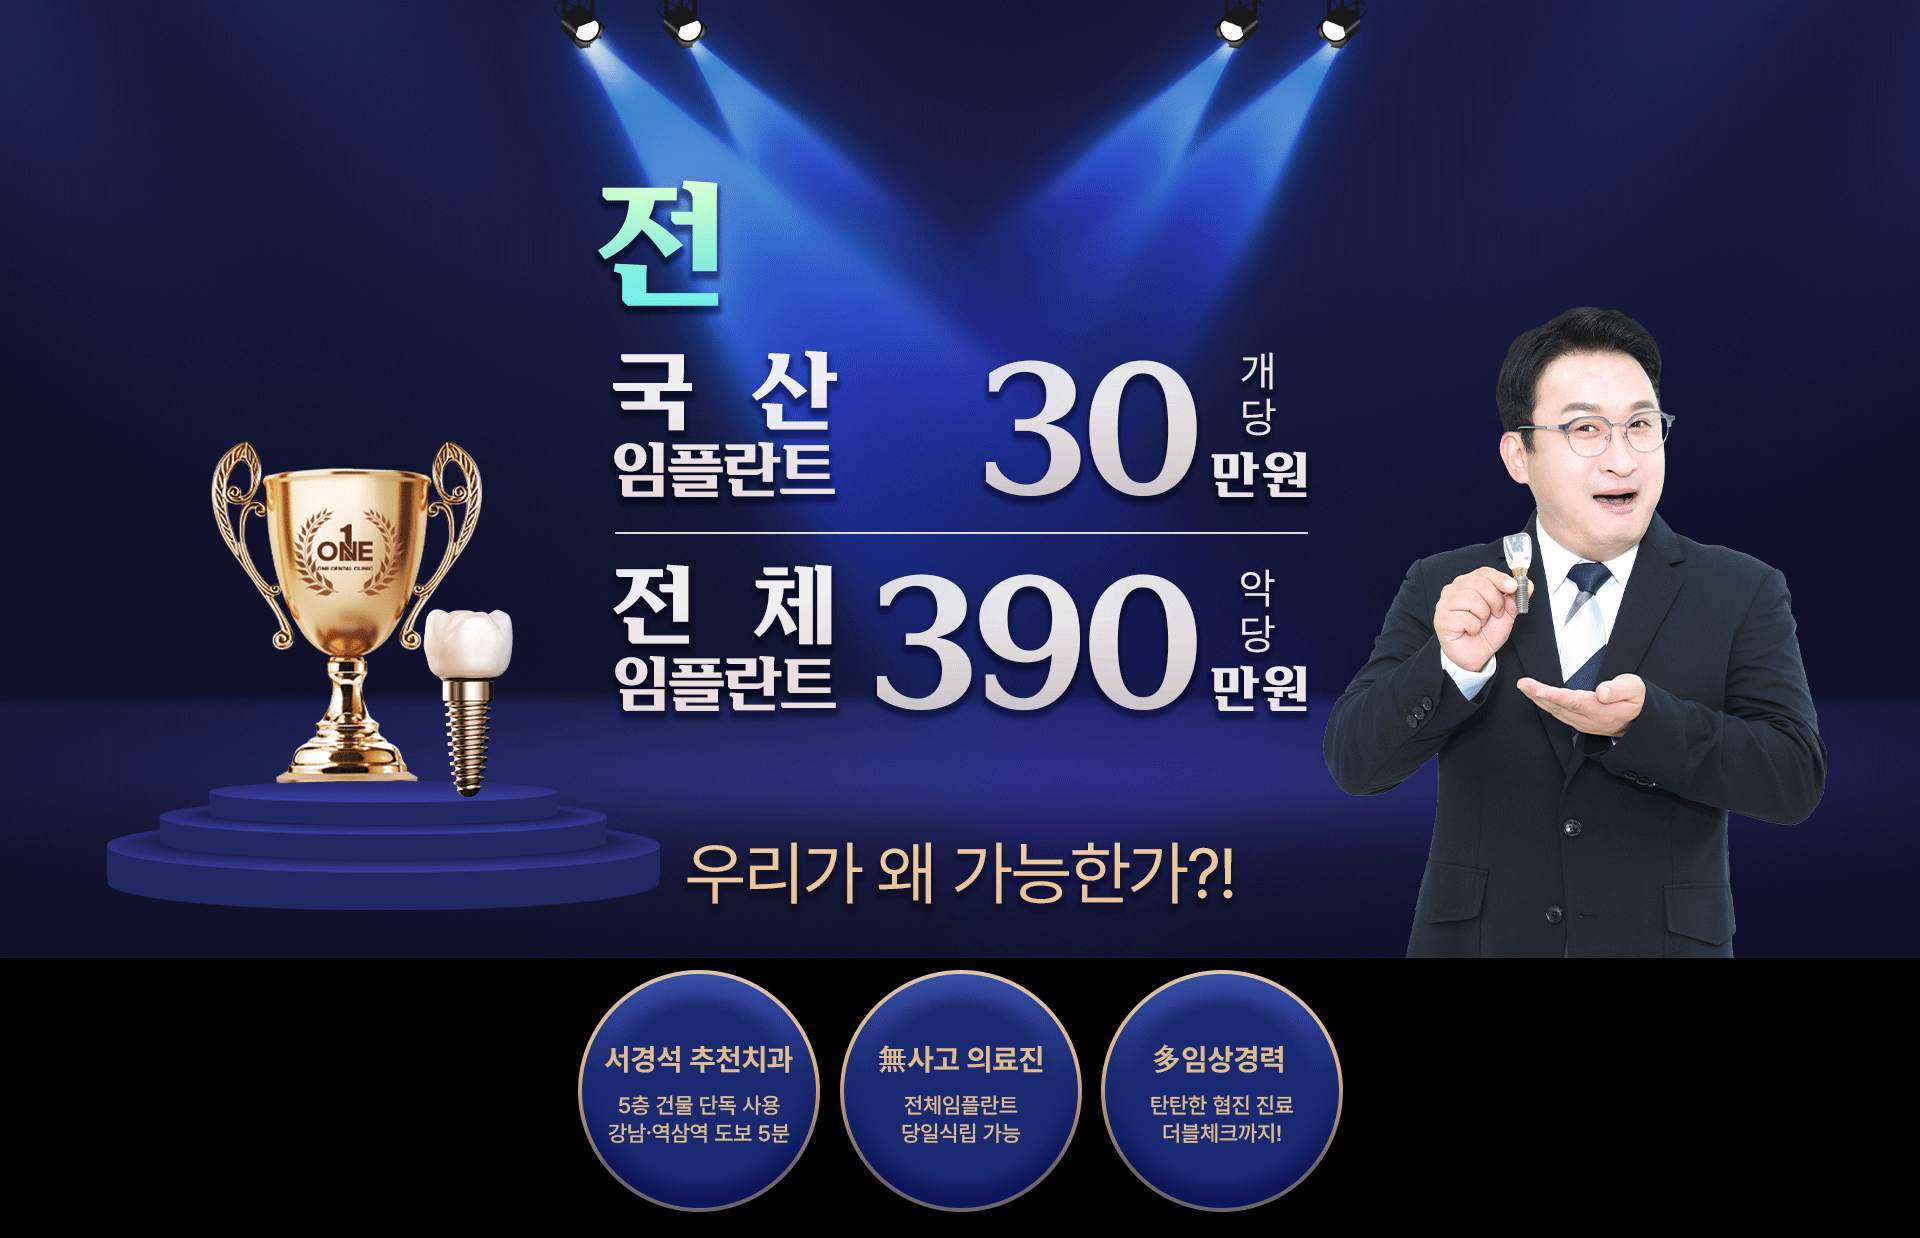 전
국 산
임플란트
30
개당
만원
전 체
임플란트
390
악당
만원
1
ONE
ONE DENTAL CLINIC
우리가 왜 가능한가?!
서경석 추천치과
5층 건물 단독 사용
강남·역삼역 도보 5분
無사고 의료진
전체임플란트
당일식립 가능
多임상경력
탄탄한 협진 진료
더블체크까지!